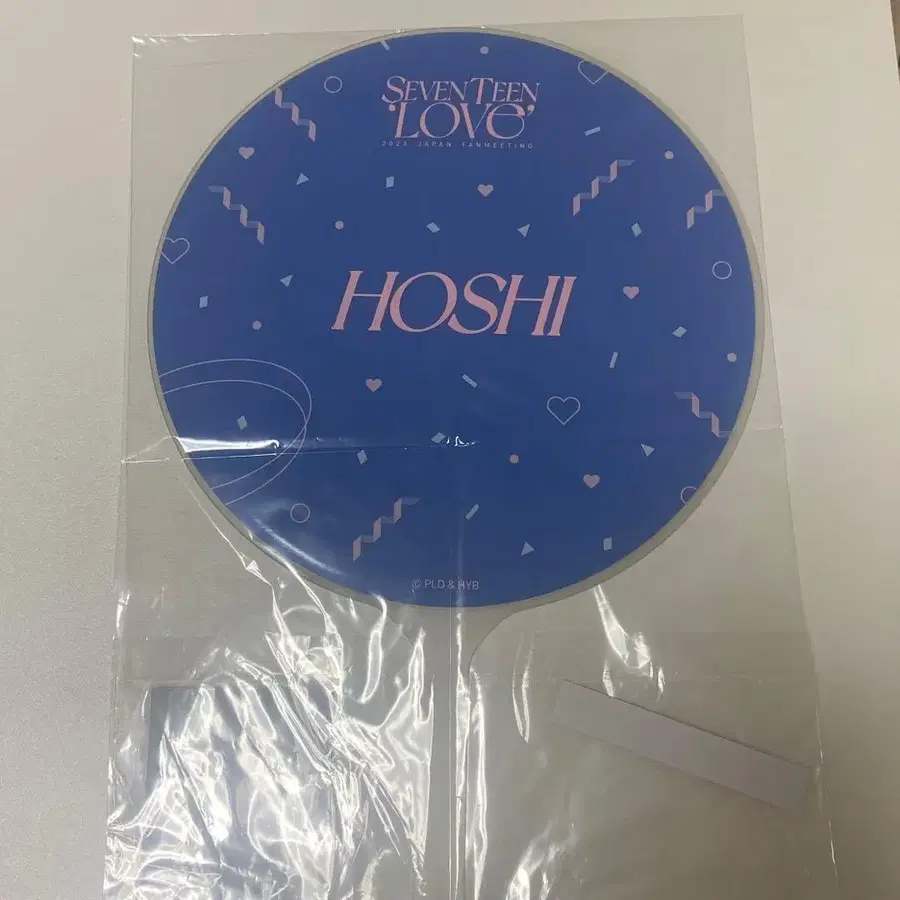 SEVENTEEN
'LOVE'
2023 JAPAN FANMEETING
HOSHI
© PLD & HYB